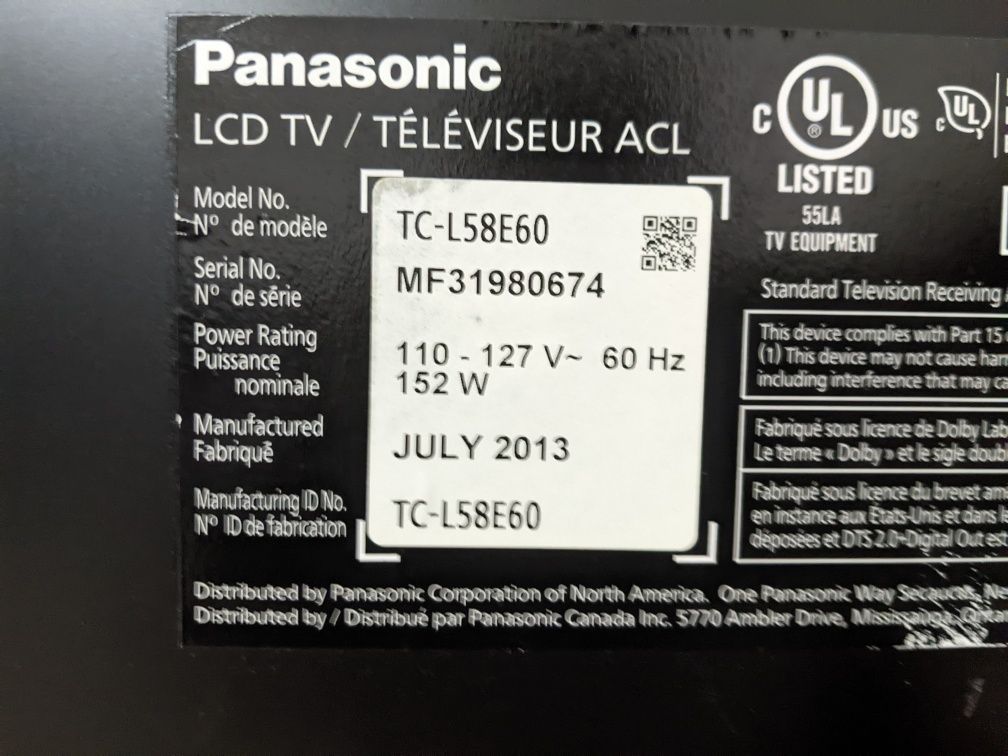 Panasonic
LCD TV / TÉLÉVISEUR ACL
C UL ® US
LISTED
55LA
TV EQUIPMENT
UL
Model No.
N° de modèle
TC-L58E60
Serial No.
N° de série
MF31980674
Power Rating
Puissance
nominale
110 - 127 V~ 60 Hz
152 W
Manufactured
Fabriqué
JULY 2013
Manufacturing ID No.
N° ID de fabrication
TC-L58E60
Standard Television Receiving
This device complies with Part 15
(1) This device may not cause
including interference that may
Fabriqué sous licence de Dolby
Le terme « Dolby » et le sigle
Fabriqué sous licence du brevet
en instance aux États-Unis et dans
déposées et DTS 2.0+Digital Out est
Distributed by Panasonic Corporation of North America. One Panasonic Way Secaucus,
Distributed by / Distribué par Panasonic Canada Inc. 5770 Ambler Drive, Mississauga,